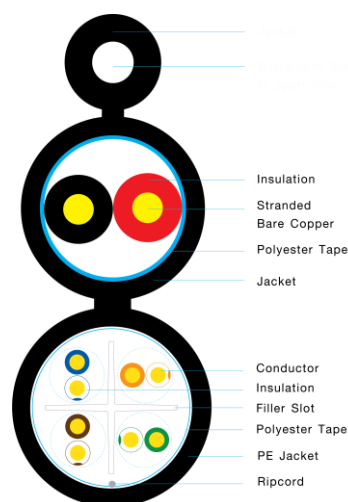 Insulation
Stranded
Bare Copper
Polyester Tape
Jacket
Conductor
Insulation
Filler Slot
Polyester Tape
PE Jacket
Ripcord